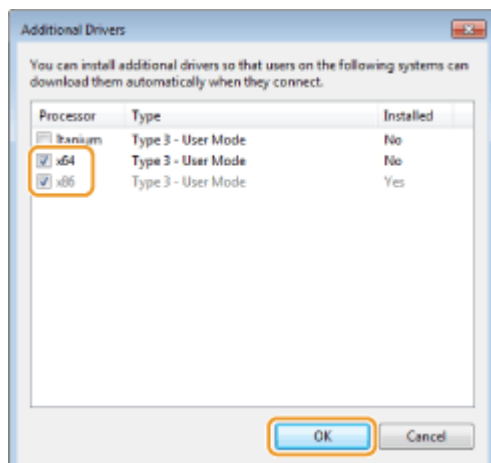 Additional Drivers
You can install additional drivers so that users on the following systems can
download them automatically when they connect.
Processor Type Installed
Itanium Type 3 - User Mode No
x64 Type 3 - User Mode No
x86 Type 3 - User Mode Yes
OK Cancel